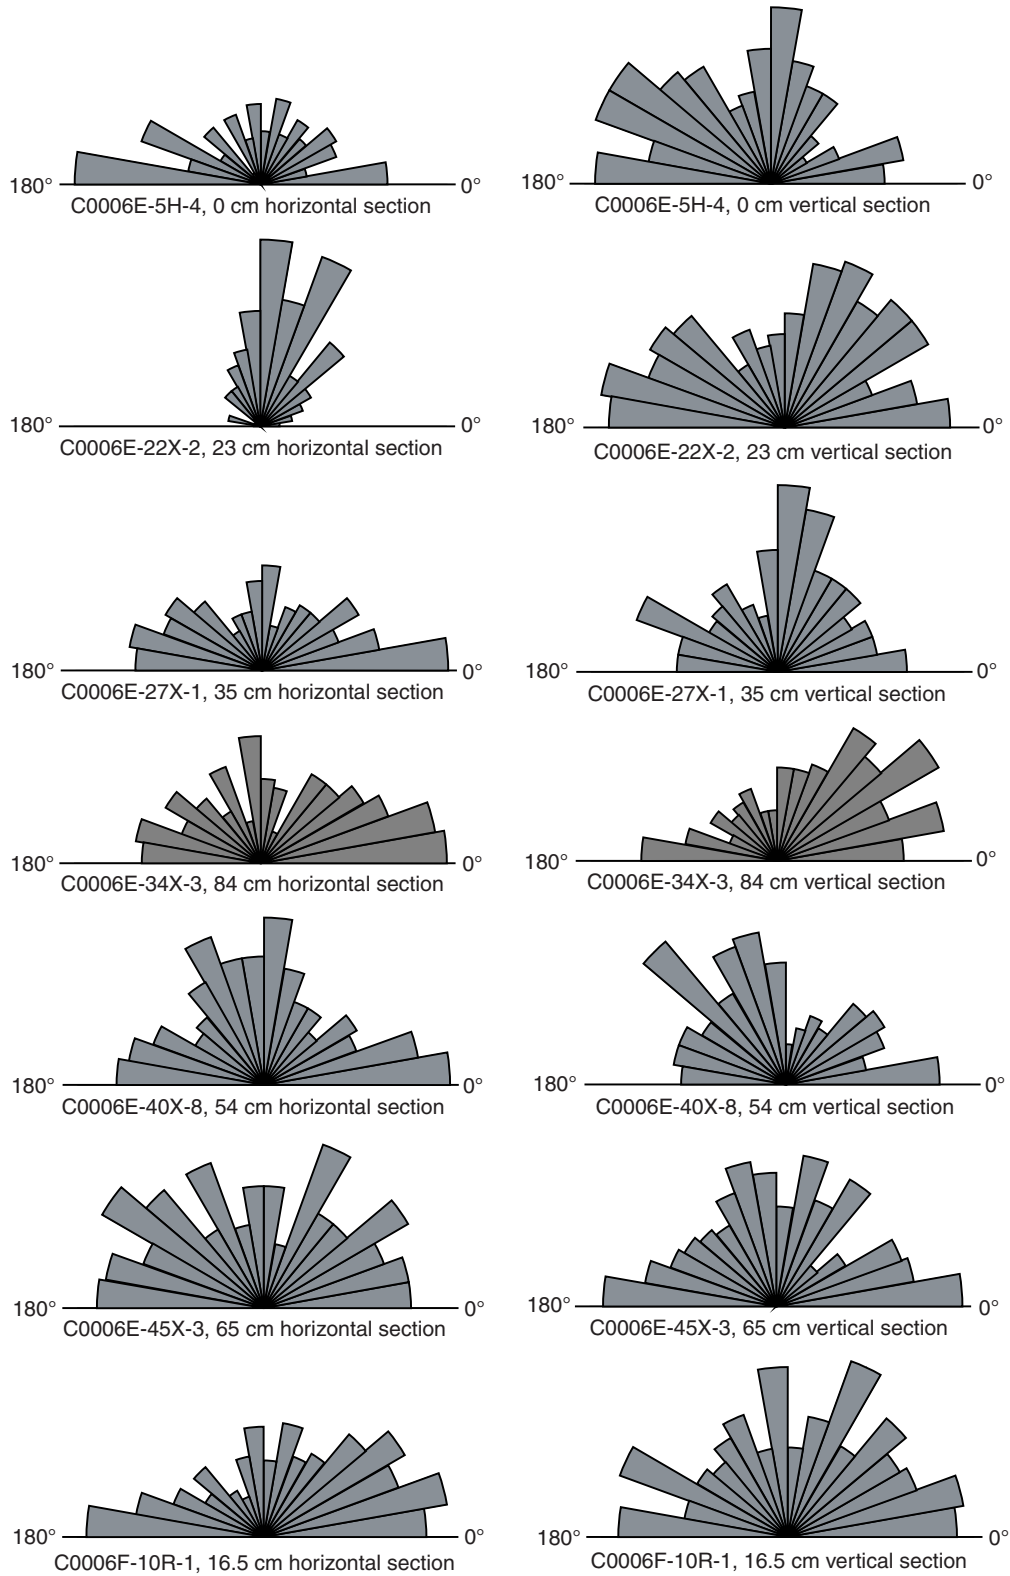 180° 0° 180° 0°
C0006E-5H-4, 0 cm horizontal section C0006E-5H-4, 0 cm vertical section
180° 0° 180° 0°
C0006E-22X-2, 23 cm horizontal section C0006E-22X-2, 23 cm vertical section
180° 0° 180° 0°
C0006E-27X-1, 35 cm horizontal section C0006E-27X-1, 35 cm vertical section
180° 0° 180° 0°
C0006E-34X-3, 84 cm horizontal section C0006E-34X-3, 84 cm vertical section
180° 0° 180° 0°
C0006E-40X-8, 54 cm horizontal section C0006E-40X-8, 54 cm vertical section
180° 0° 180° 0°
C0006E-45X-3, 65 cm horizontal section C0006E-45X-3, 65 cm vertical section
180° 0° 180° 0°
C0006F-10R-1, 16.5 cm horizontal section C0006F-10R-1, 16.5 cm vertical section